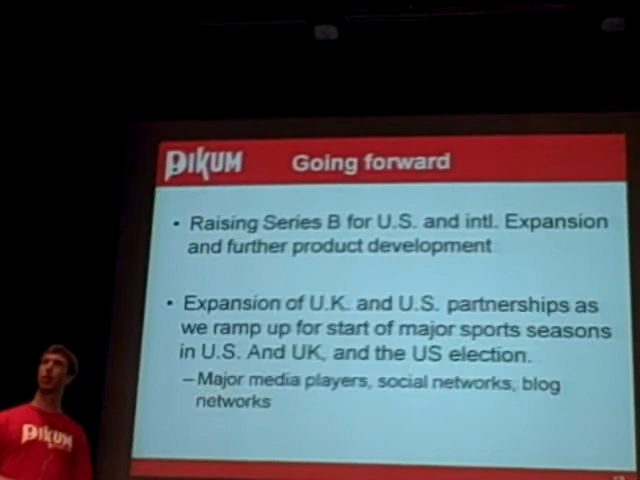 PIKUM Going forward
• Raising Series B for U.S. and intl. Expansion
and further product development
• Expansion of U.K. and U.S. partnerships as
we ramp up for start of major sports seasons
in U.S. And UK, and the US election.
– Major media players, social networks, blog
networks
PIKUM